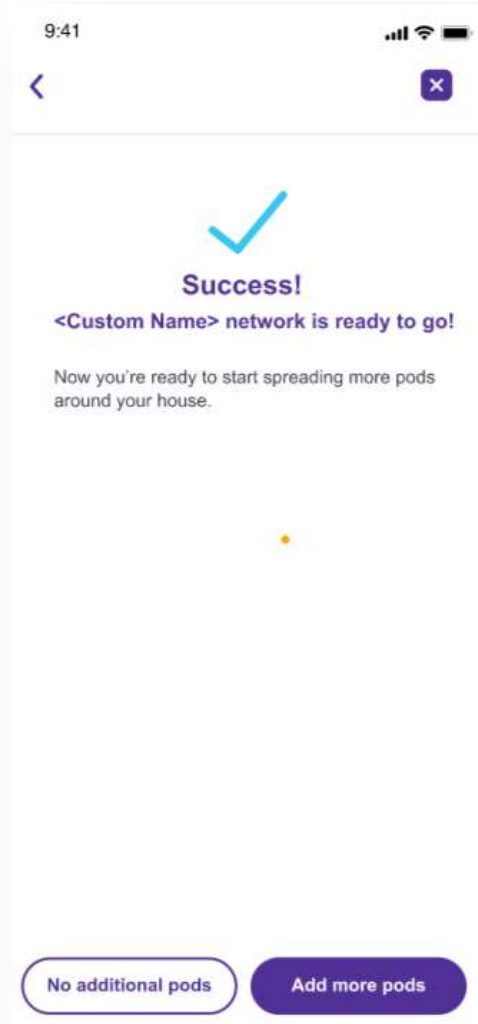 9:41
Success!
<Custom Name> network is ready to go!
Now you're ready to start spreading more pods
around your house.
No additional pods
Add more pods